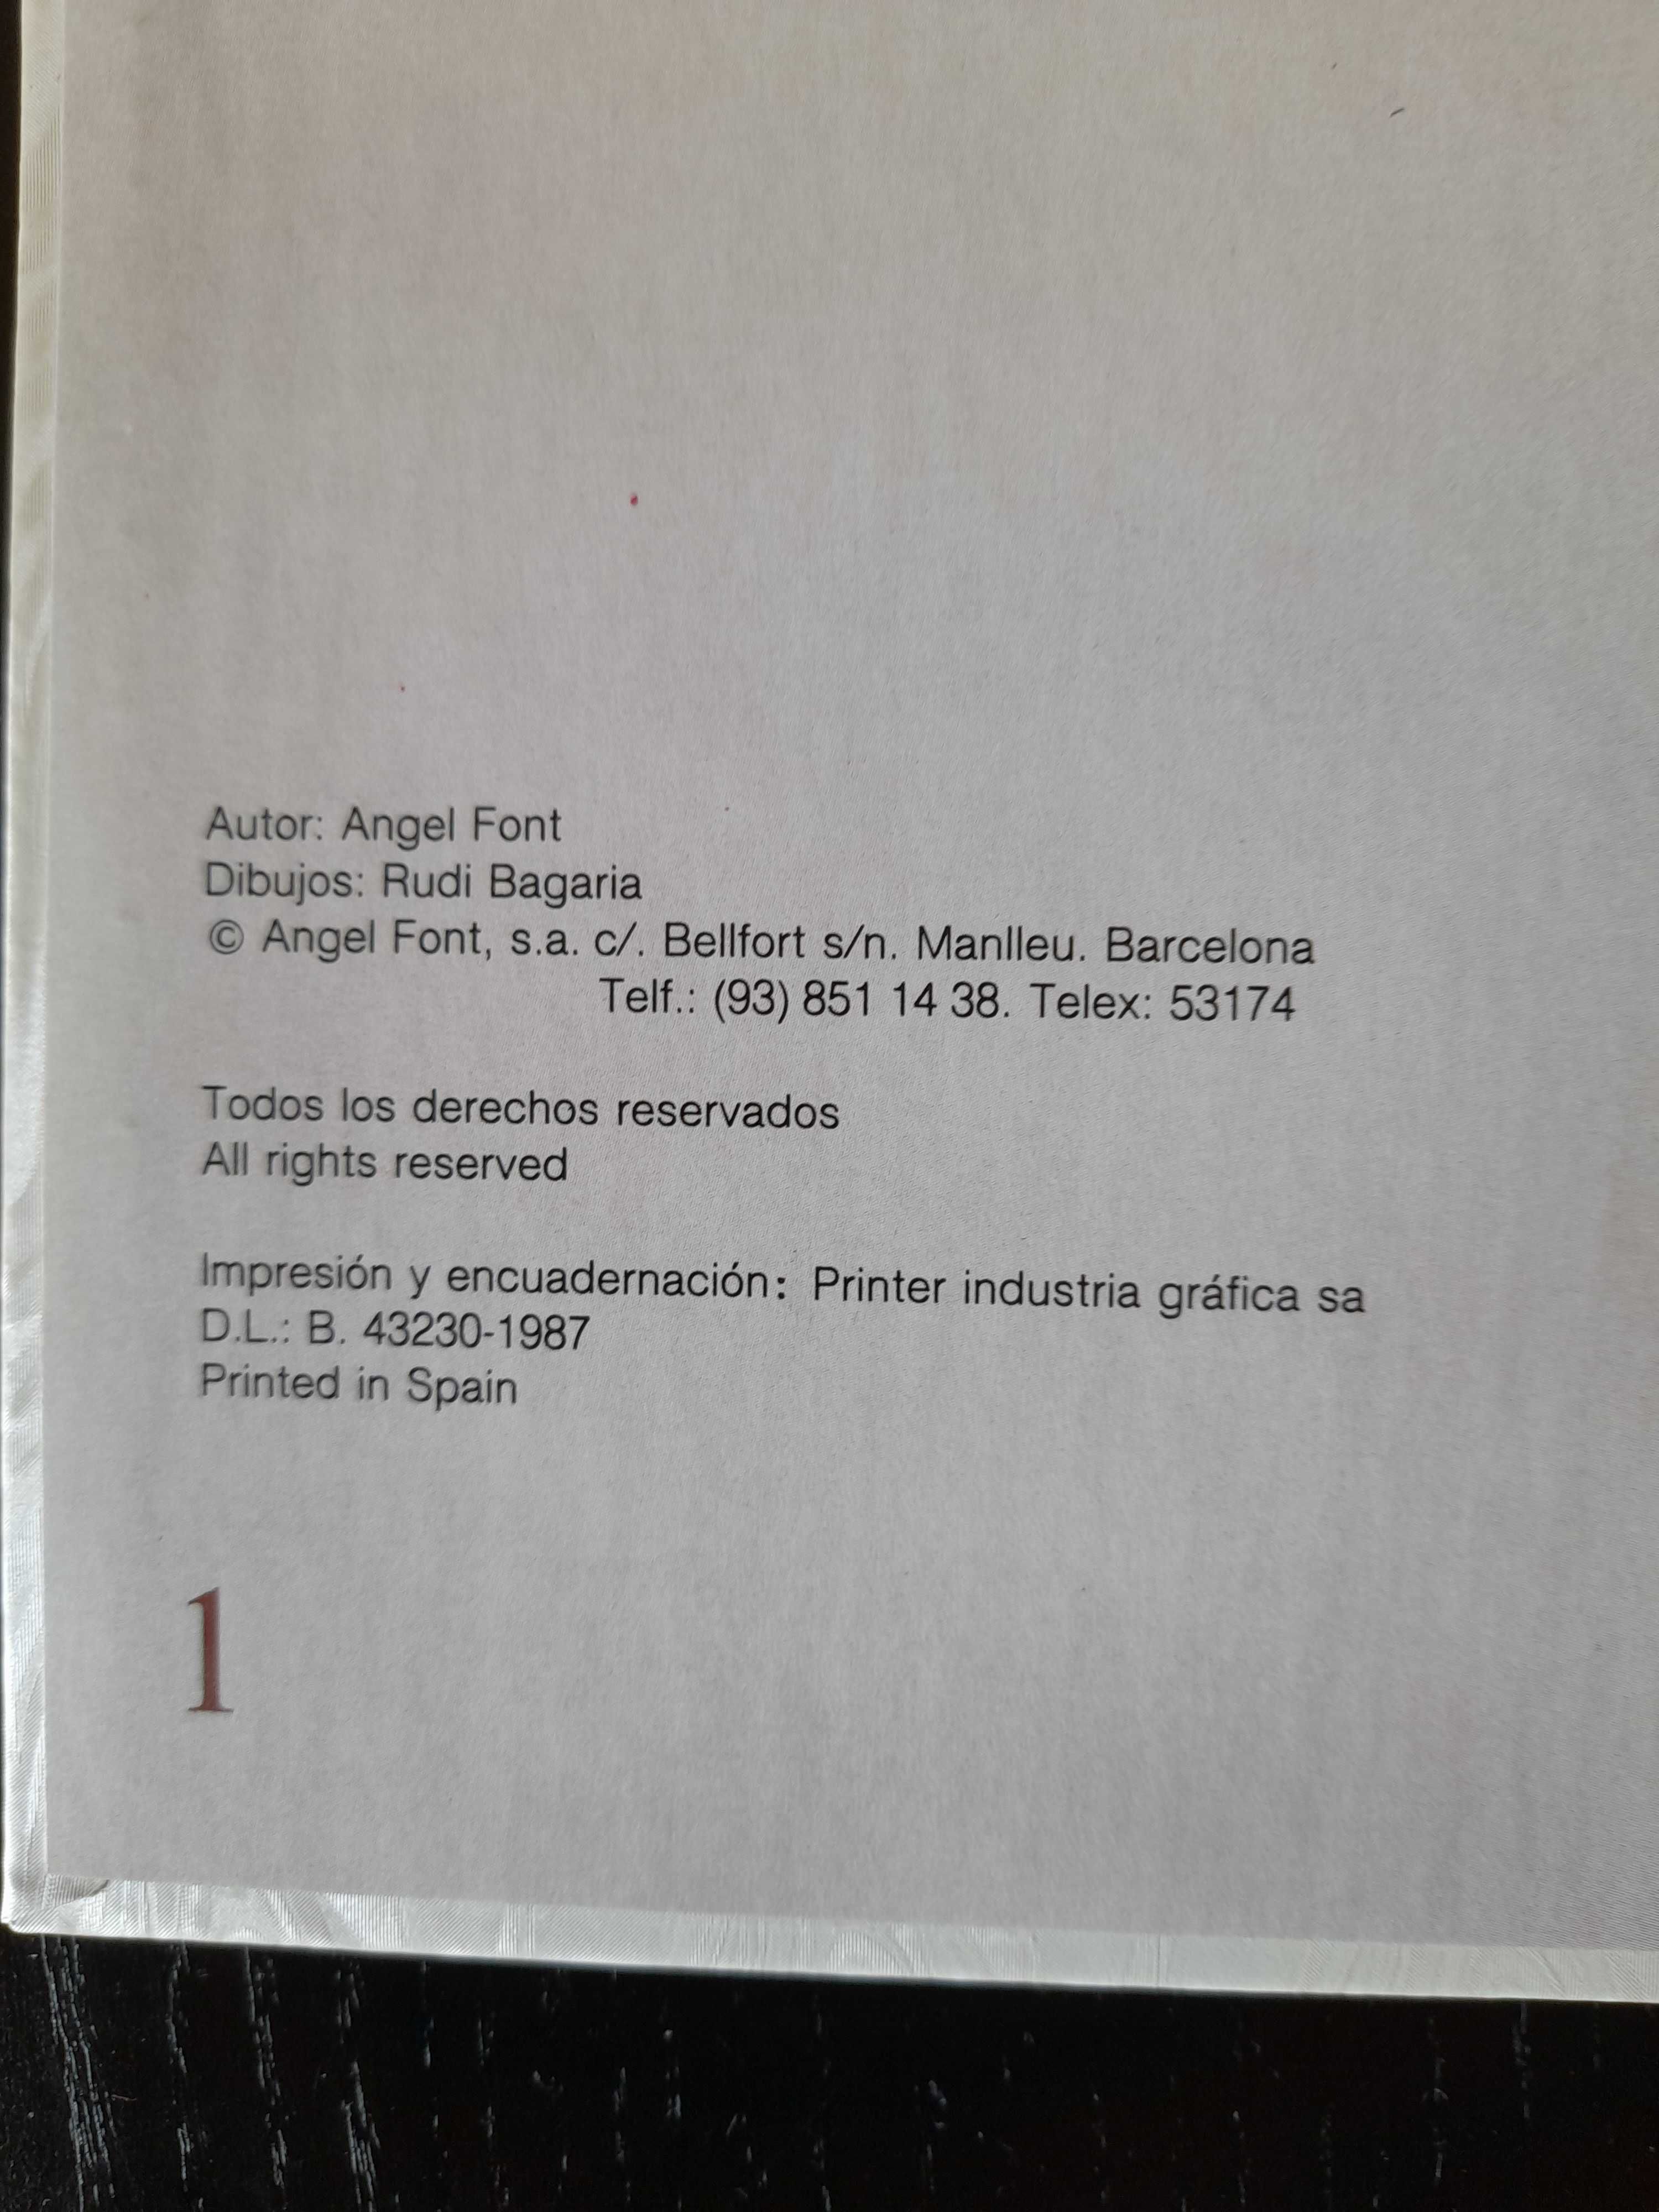 Autor: Angel Font
Dibujos: Rudi Bagaria
© Angel Font, s.a. c/. Bellfort s/n. Manlleu. Barcelona
Telf.: (93) 851 14 38. Telex: 53174
Todos los derechos reservados
All rights reserved
Impresión y encuadernación: Printer industria gráfica sa
D.L.: B. 43230-1987
Printed in Spain
1